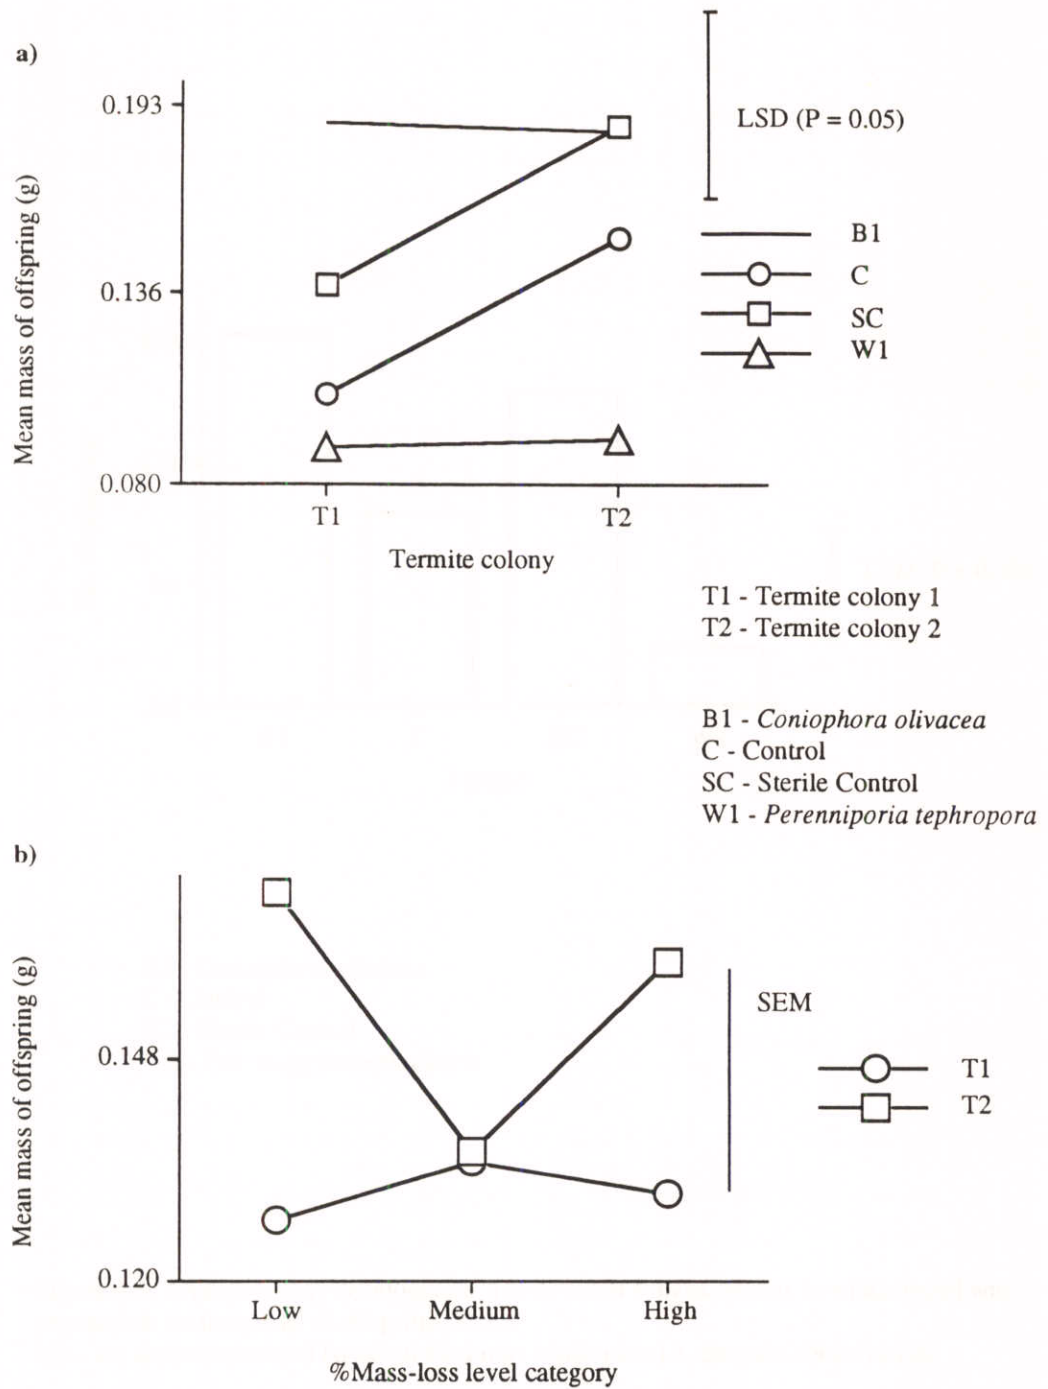 a)
0.193
0.136
0.080
Mean mass of offspring (g)
T1
T2
Termite colony
LSD (P = 0.05)
B1
C
SC
W1
T1 - Termite colony 1
T2 - Termite colony 2
B1 - Coniophora olivacea
C - Control
SC - Sterile Control
W1 - Perenniporia tephropora
b)
0.148
0.120
Mean mass of offspring (g)
Low
Medium
High
%Mass-loss level category
SEM
T1
T2